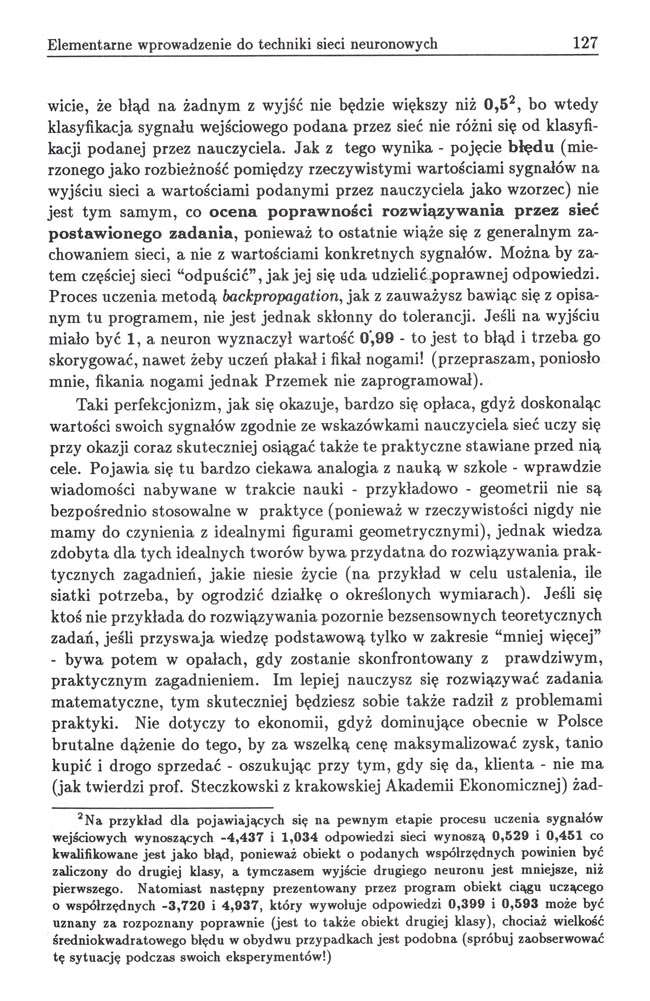 Elementarne wprowadzenie do techniki sieci neuronowych 127
wicie, że błąd na żadnym z wyjść nie będzie większy niż 0,5², bo wtedy
klasyfikacja sygnału wejściowego podana przez sieć nie różni się od klasyfi-
kacji podanej przez nauczyciela. Jak z tego wynika - pojęcie błędu (mie-
rzonego jako rozbieżność pomiędzy rzeczywistymi wartościami sygnałów na
wyjściu sieci a wartościami podanymi przez nauczyciela jako wzorzec) nie
jest tym samym, co ocena poprawności rozwiązywania przez sieć
postawionego zadania, ponieważ to ostatnie wiąże się z generalnym za-
chowaniem sieci, a nie z wartościami konkretnych sygnałów. Można by za-
tem częściej sieci “odpuścić”, jak jej się uda udzielić poprawnej odpowiedzi.
Proces uczenia metodą backpropagation, jak z zauważysz bawiąc się z opisa-
nym tu programem, nie jest jednak skłonny do tolerancji. Jeśli na wyjściu
miało być 1, a neuron wyznaczył wartość 0,99 - to jest to błąd i trzeba go
skorygować, nawet żeby uczeń płakał i fikał nogami! (przepraszam, poniosło
mnie, fikania nogami jednak Przemek nie zaprogramował).
Taki perfekcjonizm, jak się okazuje, bardzo się opłaca, gdyż doskonaląc
wartości swoich sygnałów zgodnie ze wskazówkami nauczyciela sieć uczy się
przy okazji coraz skuteczniej osiągać także te praktyczne stawiane przed nią
cele. Pojawia się tu bardzo ciekawa analogia z nauką w szkole - wprawdzie
wiadomości nabywane w trakcie nauki - przykładowo - geometrii nie są
bezpośrednio stosowalne w praktyce (ponieważ w rzeczywistości nigdy nie
mamy do czynienia z idealnymi figurami geometrycznymi), jednak wiedza
zdobyta dla tych idealnych tworów bywa przydatna do rozwiązywania prak-
tycznych zagadnień, jakie niesie życie (na przykład w celu ustalenia, ile
siatki potrzeba, by ogrodzić działkę o określonych wymiarach). Jeśli się
ktoś nie przykłada do rozwiązywania pozornie bezsensownych teoretycznych
zadań, jeśli przyswaja wiedzę podstawową tylko w zakresie “mniej więcej”
- bywa potem w opałach, gdy zostanie skonfrontowany z prawdziwym,
praktycznym zagadnieniem. Im lepiej nauczysz się rozwiązywać zadania
matematyczne, tym skuteczniej będziesz sobie także radził z problemami
praktyki. Nie dotyczy to ekonomii, gdyż dominujące obecnie w Polsce
brutalne dążenie do tego, by za wszelką cenę maksymalizować zysk, tanio
kupić i drogo sprzedać - oszukując przy tym, gdy się da, klienta - nie ma
(jak twierdzi prof. Steczkowski z krakowskiej Akademii Ekonomicznej) żad-
²Na przykład dla pojawiających się na pewnym etapie procesu uczenia sygnałów
wejściowych wynoszących -4,437 i 1,034 odpowiedzi sieci wynoszą 0,529 i 0,451 co
kwalifikowane jest jako błąd, ponieważ obiekt o podanych współrzędnych powinien być
zaliczony do drugiej klasy, a tymczasem wyjście drugiego neuronu jest mniejsze, niż
pierwszego. Natomiast następny prezentowany przez program obiekt ciągu uczącego
o współrzędnych -3,720 i 4,937, który wywołuje odpowiedzi 0,399 i 0,593 może być
uznany za rozpoznany poprawnie (jest to także obiekt drugiej klasy), chociaż wielkość
średniokwadratowego błędu w obydwu przypadkach jest podobna (spróbuj zaobserwować
tę sytuację podczas swoich eksperymentów!)